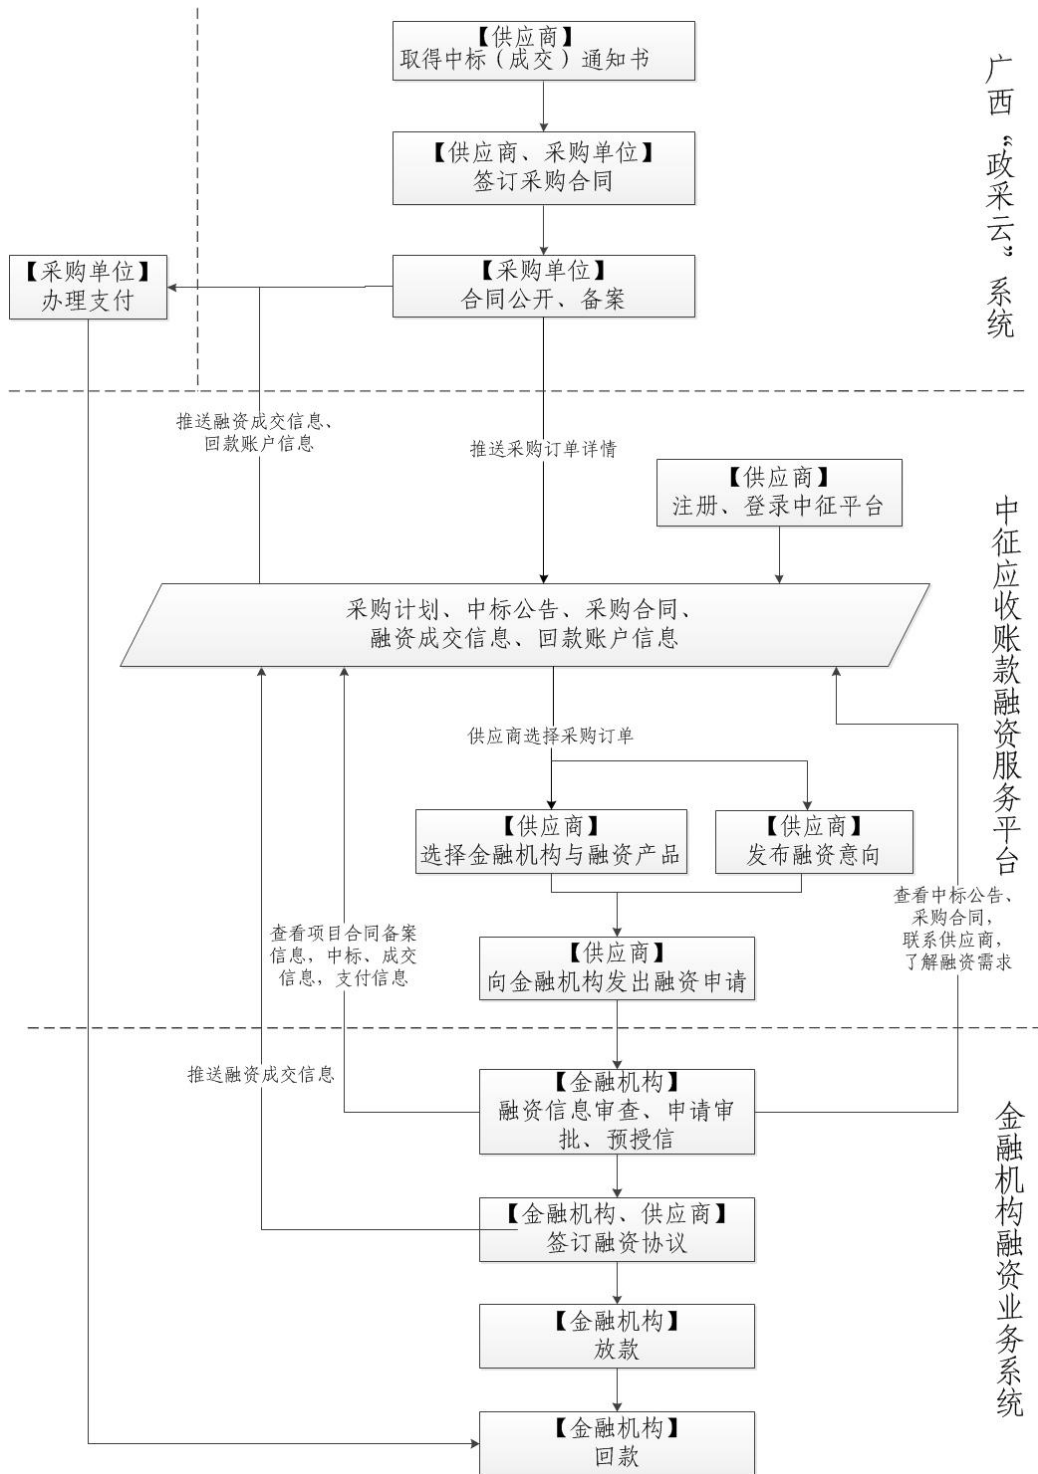 【供应商】
取得中标（成交）通知书
【供应商、采购单位】
签订采购合同
【采购单位】
合同公开、备案
【采购单位】
办理支付
广西“政采云”系统
推送融资成交信息、
回款账户信息
推送采购订单详情
【供应商】
注册、登录中征平台
采购计划、中标公告、采购合同、
融资成交信息、回款账户信息
中征应收账款融资服务平台
供应商选择采购订单
【供应商】
选择金融机构与融资产品
【供应商】
发布融资意向
查看项目合同备案
信息，中标、成交
信息，支付信息
【供应商】
向金融机构发出融资申请
查看中标公告、
采购合同，
联系供应商，
了解融资需求
推送融资成交信息
【金融机构】
融资信息审查、申请审
批、预授信
【金融机构、供应商】
签订融资协议
【金融机构】
放款
【金融机构】
回款
金融机构融资业务系统